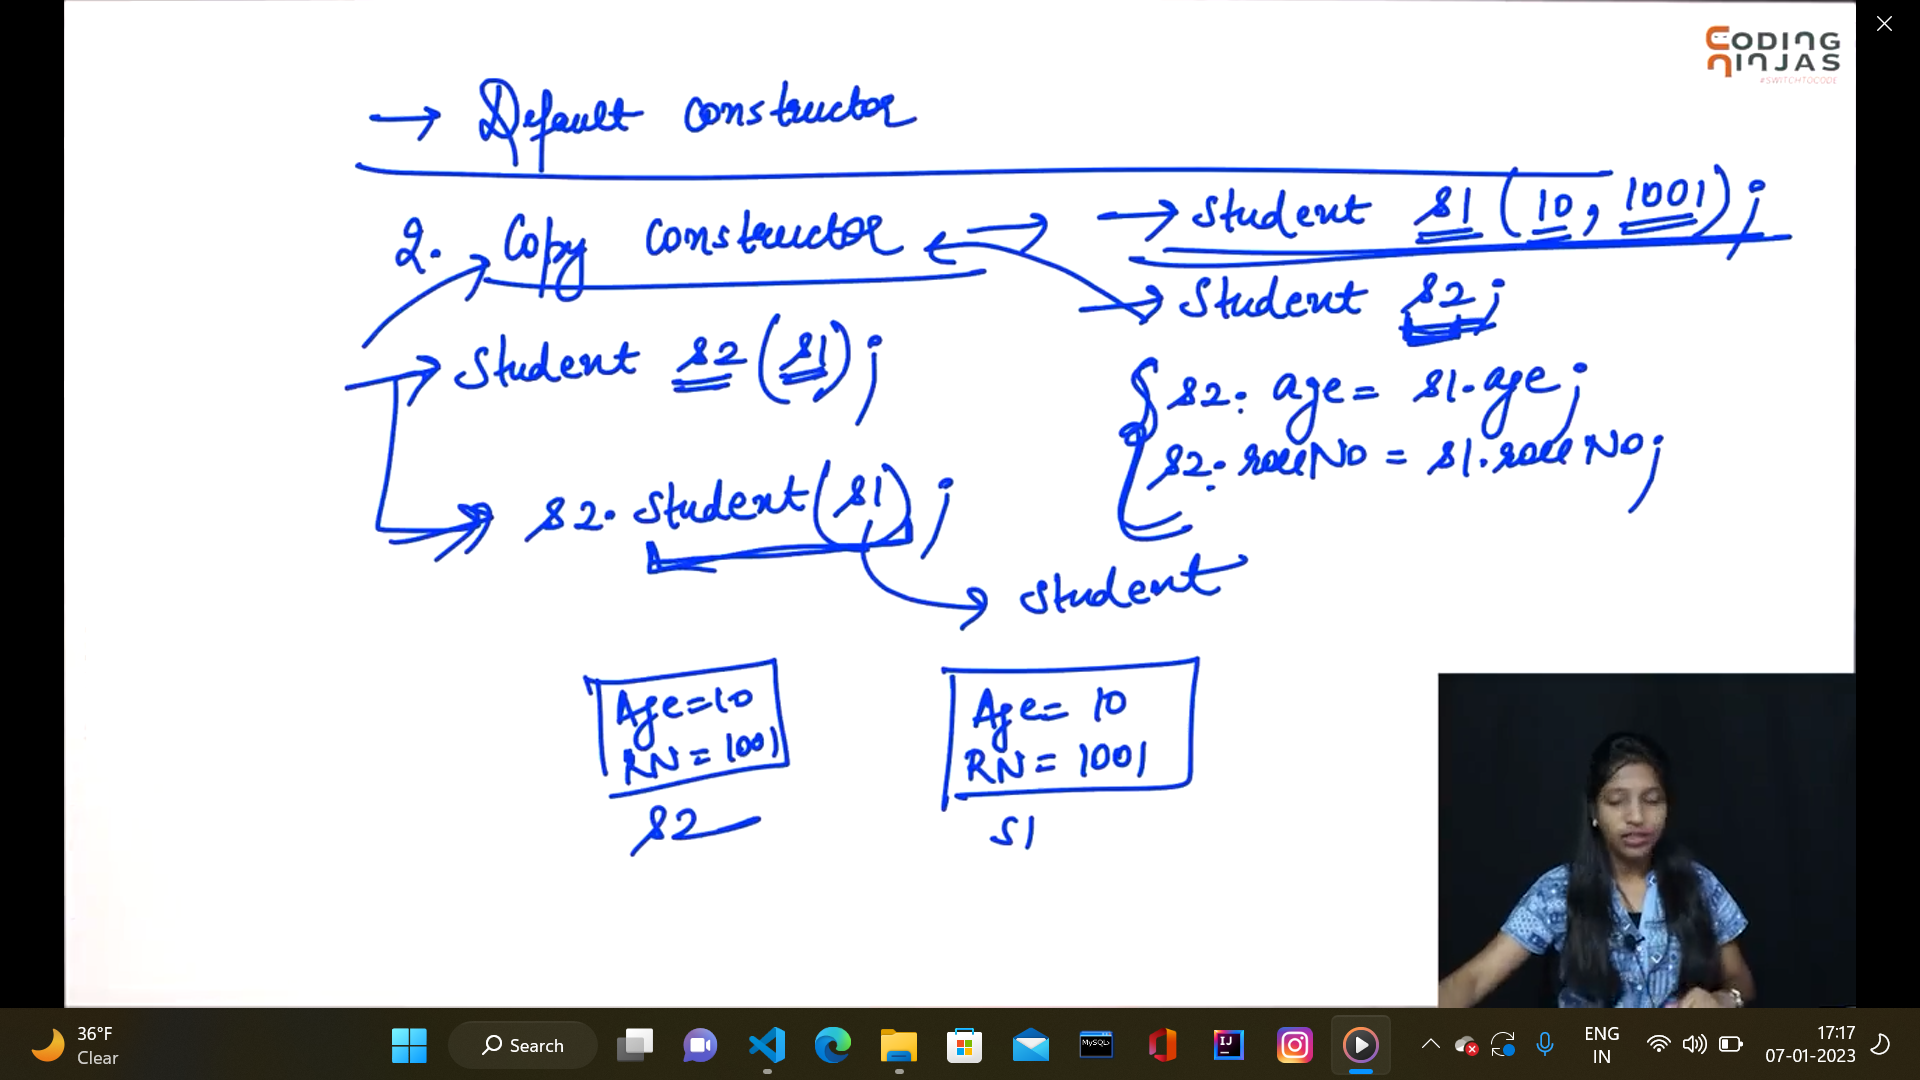 CODING
NINJAS
#SWITCHTOCODE
→ Default constructor
2. Copy constructor
→ Student S1 (10, 1001);
→ Student S2;
→ Student S2 (S1);
S2. age = S1.age;
S2. rollNo = S1.rollNo;
S2. Student (S1);
→ Student
Age=10
RN = 1001
S2
Age= 10
RN = 1001
S1
36°F
Clear
Search
MySQL
IJ
ENG
IN
17:17
07-01-2023